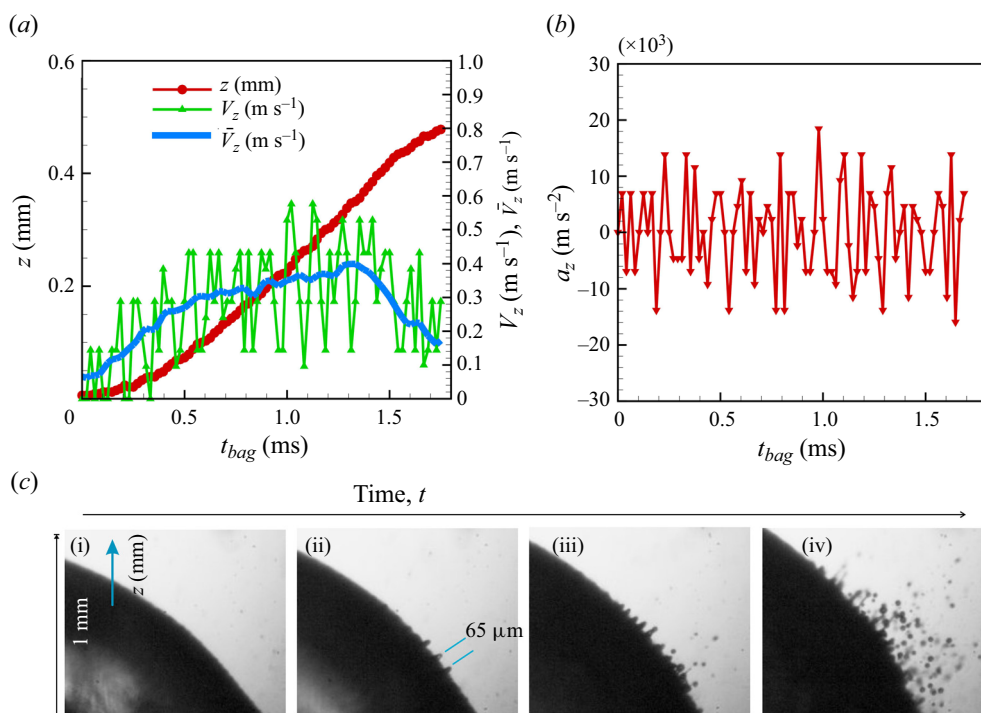 (a)
0.6
0.4
0.2
0
0.5
1.0
1.5
z (mm)
t_bag (ms)
z (mm)
V_z (m s–1)
V̄_z (m s–1)
1.0
0.9
0.8
0.7
0.6
0.5
0.4
0.3
0.2
0.1
0
V_z (m s–1), V̄_z (m s–1)
(b)
(×10³)
30
20
10
0
–10
–20
–30
a_z (m s–2)
0
0.5
1.0
1.5
t_bag (ms)
(c)
Time, t
(i)
z (mm)
1 mm
(ii)
65 μm
(iii)
(iv)